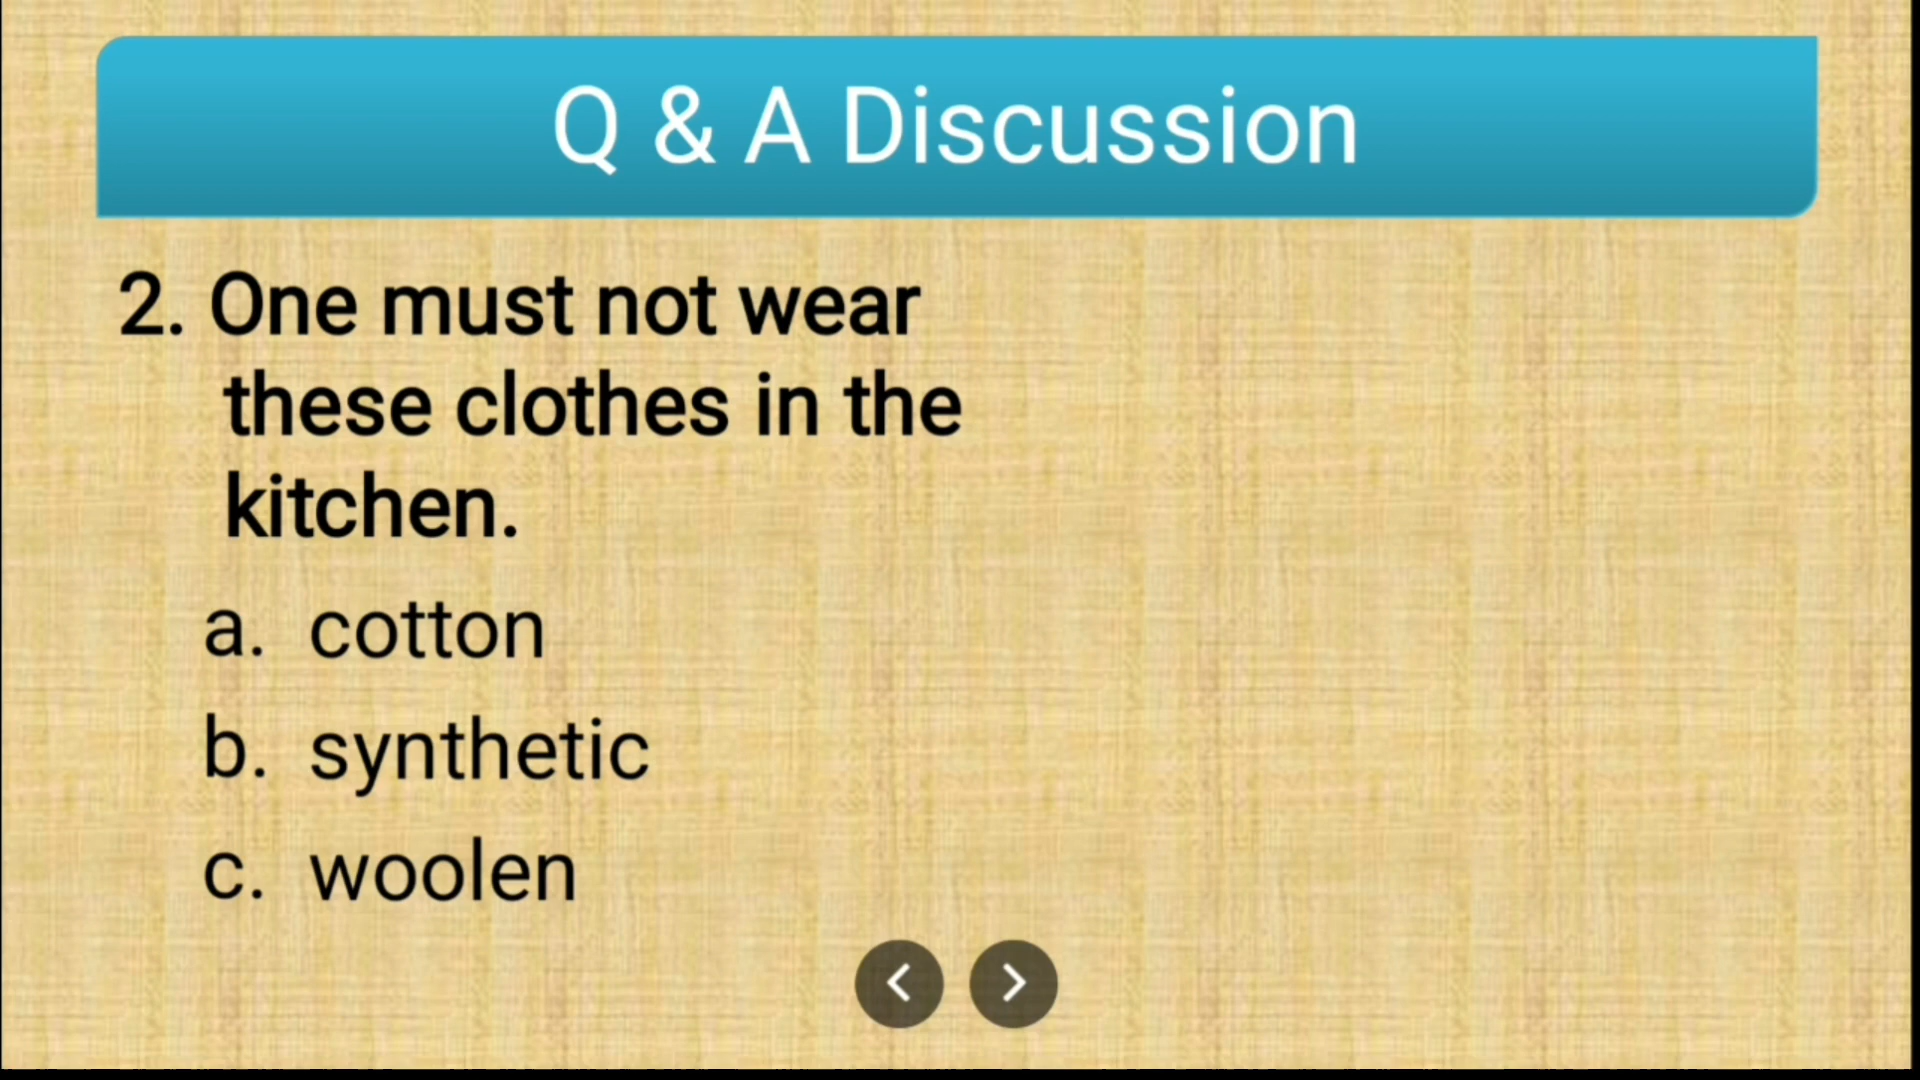 Q & A Discussion
2. One must not wear
these clothes in the
kitchen.
a. cotton
b. synthetic
c. woolen